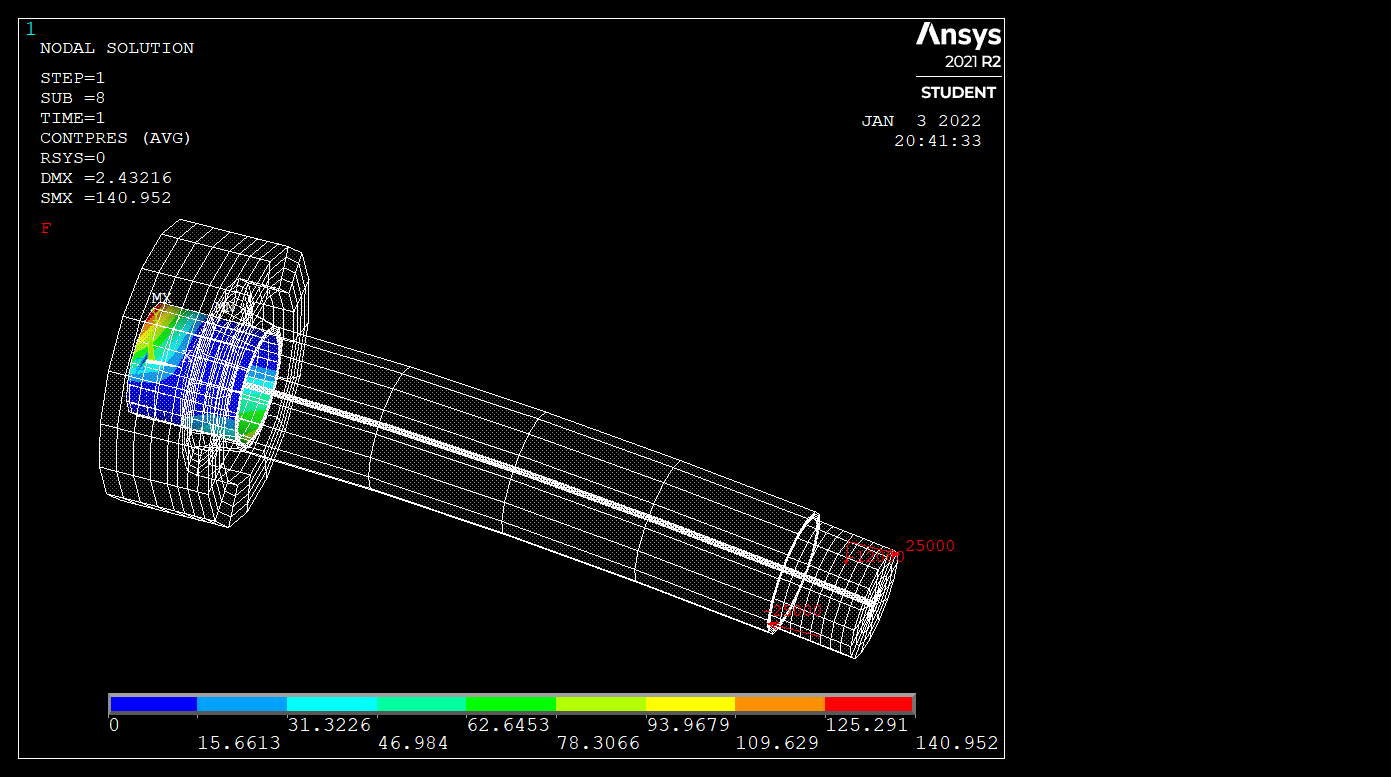 1
NODAL SOLUTION
STEP=1
SUB =8
TIME=1
CONTPRES (AVG)
RSYS=0
DMX =2.43216
SMX =140.952
F
Ansys
2021 R2
STUDENT
JAN 3 2022
20:41:33
MX
MN
25000
0
15.6613
31.3226
46.984
62.6453
78.3066
93.9679
109.629
125.291
140.952